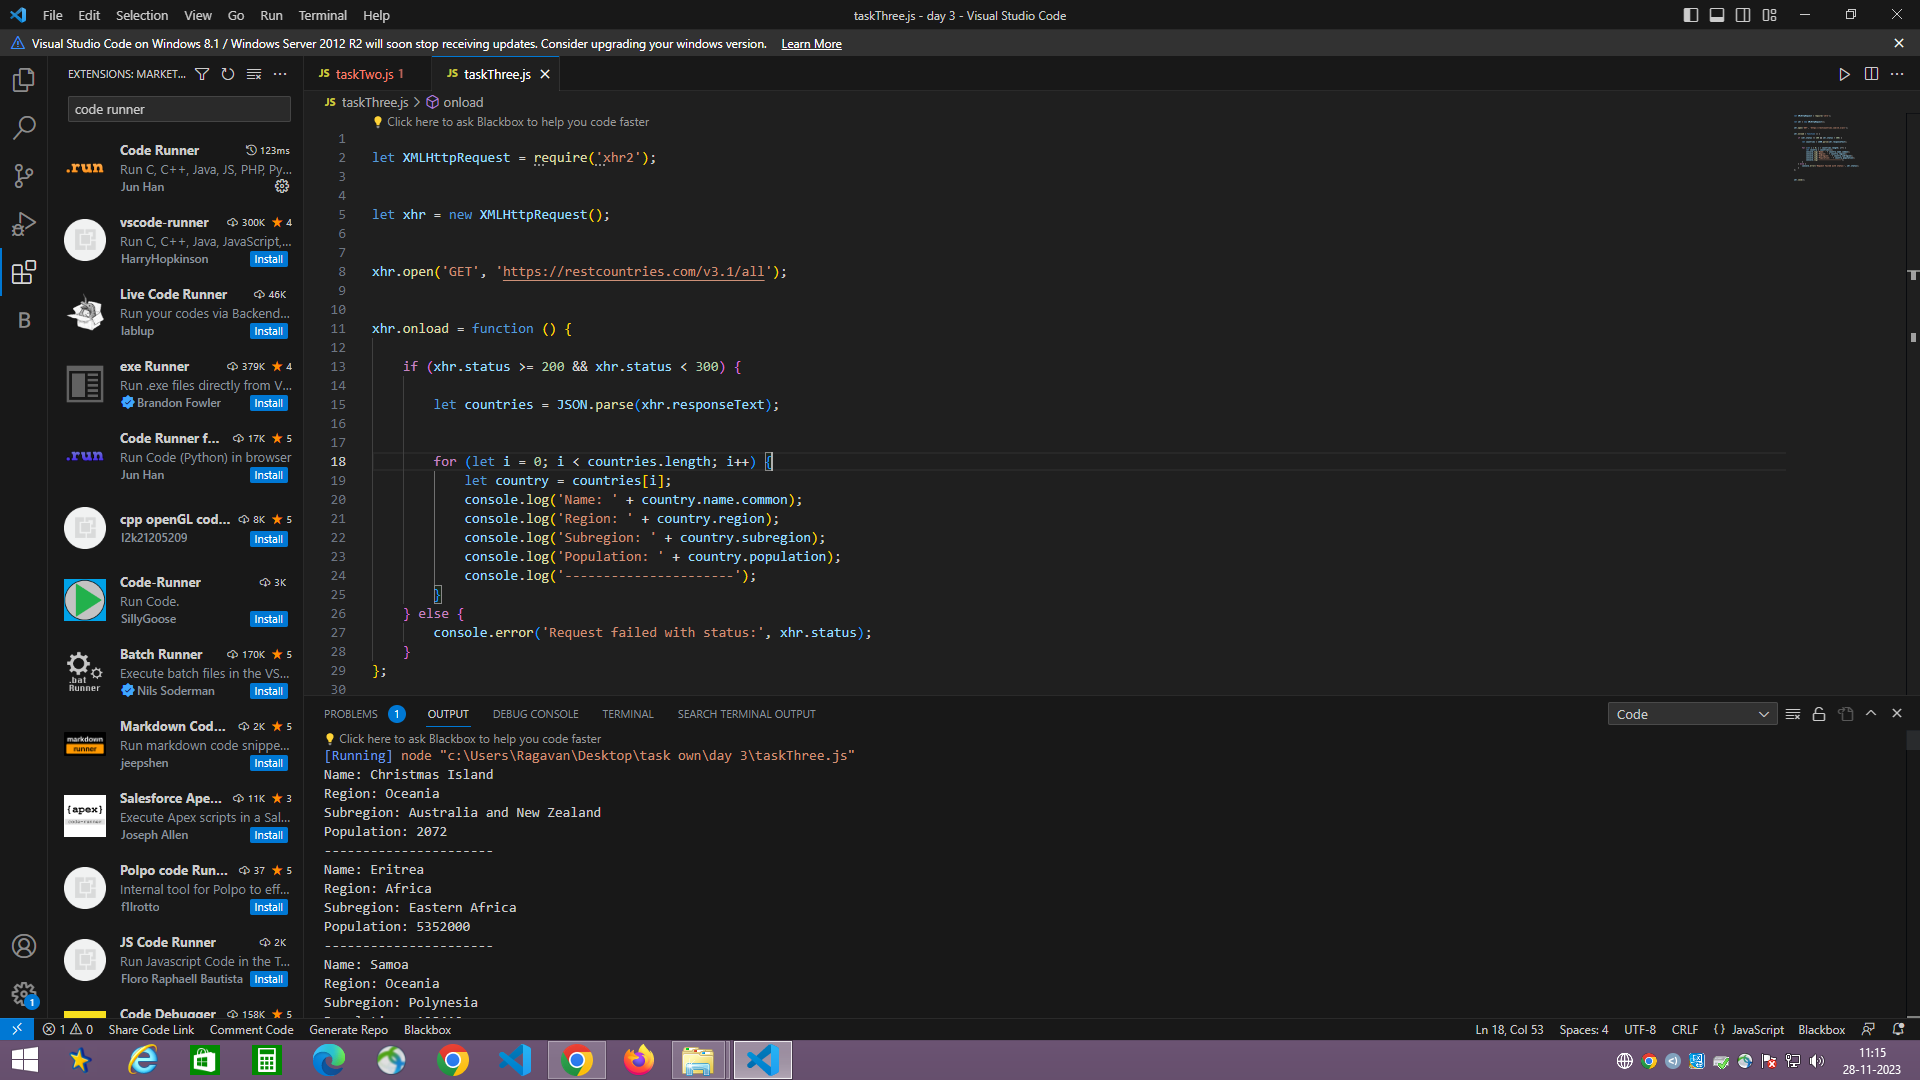 File Edit Selection View Go Run Terminal Help
taskThree.js - day 3 - Visual Studio Code
Visual Studio Code on Windows 8.1 / Windows Server 2012 R2 will soon stop receiving updates. Consider upgrading your windows version. Learn More
EXTENSIONS: MARKET...
code runner
Code Runner 123ms
Run C, C++, Java, JS, PHP, Py...
Jun Han
vscode-runner 300K 4
Run C, C++, Java, JavaScript,...
HarryHopkinson Install
Live Code Runner 46K
Run your codes via Backend...
lablup Install
exe Runner 379K 4
Run .exe files directly from V...
Brandon Fowler Install
Code Runner f... 17K 5
Run Code (Python) in browser
Jun Han Install
cpp openGL cod... 8K 5
l2k21205209 Install
Code-Runner 3K
Run Code.
SillyGoose Install
Batch Runner 170K 5
Execute batch files in the VS...
Nils Soderman Install
Markdown Cod... 2K 5
Run markdown code snippe...
jeepshen Install
Salesforce Ape... 11K 3
Execute Apex scripts in a Sal...
Joseph Allen Install
Polpo code Run... 37 5
Internal tool for Polpo to eff...
f1lrotto Install
JS Code Runner 2K
Run Javascript Code in the T...
Floro Raphaell Bautista Install
Code Debugger 158K 5
JS taskTwo.js 1 JS taskThree.js
JS taskThree.js > onload
Click here to ask Blackbox to help you code faster
1
2 let XMLHttpRequest = require('xhr2');
3
4
5 let xhr = new XMLHttpRequest();
6
7
8 xhr.open('GET', 'https://restcountries.com/v3.1/all');
9
10
11 xhr.onload = function () {
12
13 if (xhr.status >= 200 && xhr.status < 300) {
14
15 let countries = JSON.parse(xhr.responseText);
16
17
18 for (let i = 0; i < countries.length; i++) {
19 let country = countries[i];
20 console.log('Name: ' + country.name.common);
21 console.log('Region: ' + country.region);
22 console.log('Subregion: ' + country.subregion);
23 console.log('Population: ' + country.population);
24 console.log('----------------------');
25 }
26 } else {
27 console.error('Request failed with status:', xhr.status);
28 }
29 };
30
PROBLEMS 1 OUTPUT DEBUG CONSOLE TERMINAL SEARCH TERMINAL OUTPUT Code
Click here to ask Blackbox to help you code faster
[Running] node "c:\Users\Ragavan\Desktop\task own\day 3\taskThree.js"
Name: Christmas Island
Region: Oceania
Subregion: Australia and New Zealand
Population: 2072
----------------------
Name: Eritrea
Region: Africa
Subregion: Eastern Africa
Population: 5352000
----------------------
Name: Samoa
Region: Oceania
Subregion: Polynesia
1 0 Share Code Link Comment Code Generate Repo Blackbox
Ln 18, Col 53 Spaces: 4 UTF-8 CRLF {} JavaScript Blackbox
11:15
28-11-2023